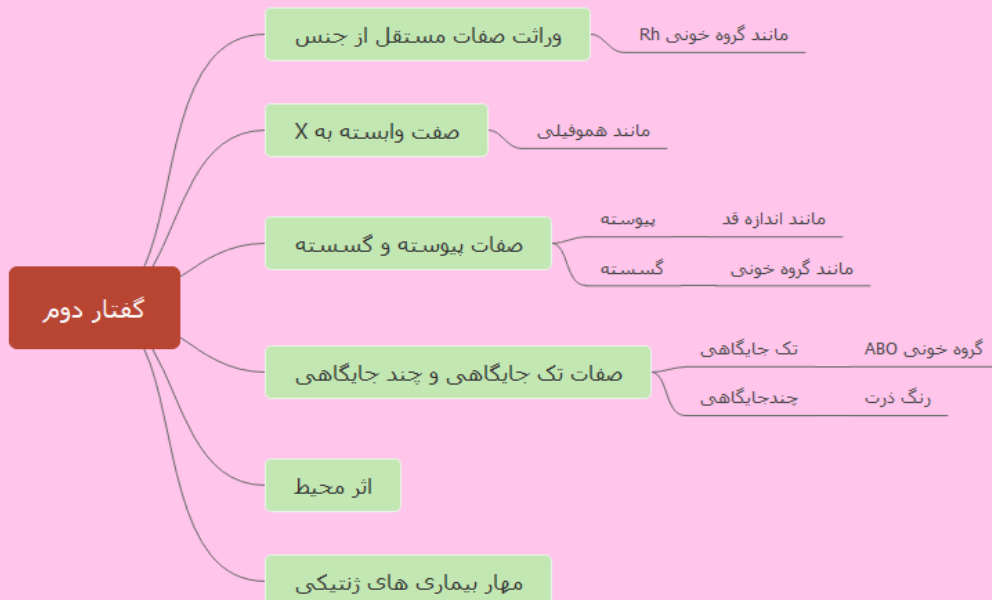 گفتار دوم
وراثت صفات مستقل از جنس
مانند گروه خونی Rh
صفت وابسته به X
مانند هموفیلی
صفات پیوسته و گسسته
پیوسته
مانند اندازه قد
گسسته
مانند گروه خونی
صفات تک جایگاهی و چند جایگاهی
تک جایگاهی
گروه خونی ABO
چندجایگاهی
رنگ ذرت
اثر محیط
مهار بیماری های ژنتیکی